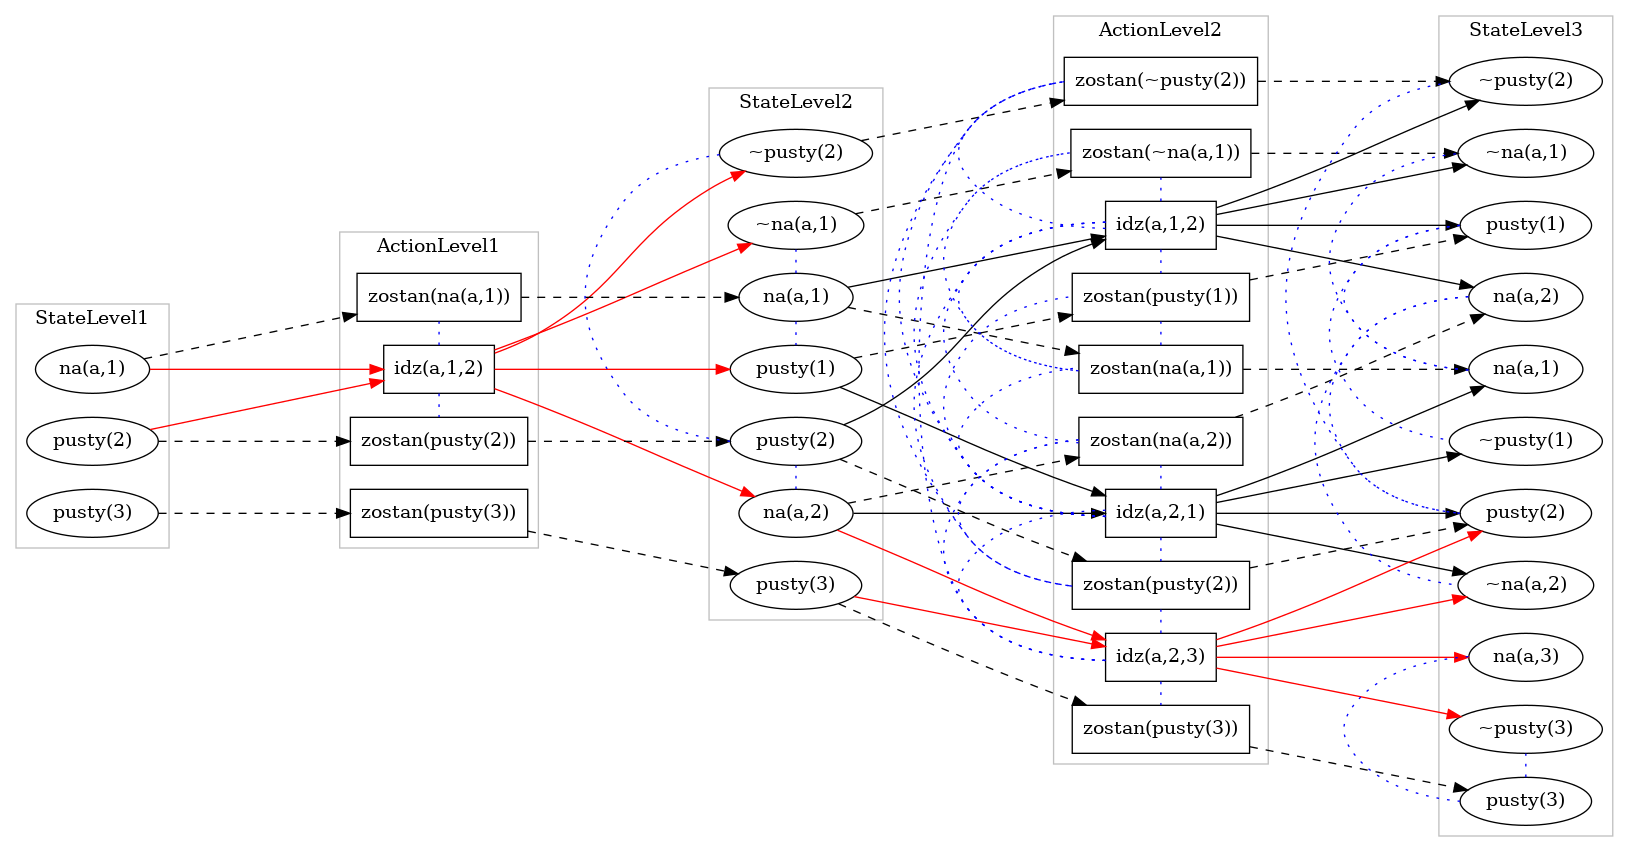 StateLevel1
na(a,1)
pusty(2)
pusty(3)
ActionLevel1
zostan(na(a,1))
idz(a,1,2)
zostan(pusty(2))
zostan(pusty(3))
StateLevel2
~pusty(2)
~na(a,1)
na(a,1)
pusty(1)
pusty(2)
na(a,2)
pusty(3)
ActionLevel2
zostan(~pusty(2))
zostan(~na(a,1))
idz(a,1,2)
zostan(pusty(1))
zostan(na(a,1))
zostan(na(a,2))
idz(a,2,1)
zostan(pusty(2))
idz(a,2,3)
zostan(pusty(3))
StateLevel3
~pusty(2)
~na(a,1)
pusty(1)
na(a,2)
na(a,1)
~pusty(1)
pusty(2)
~na(a,2)
na(a,3)
~pusty(3)
pusty(3)